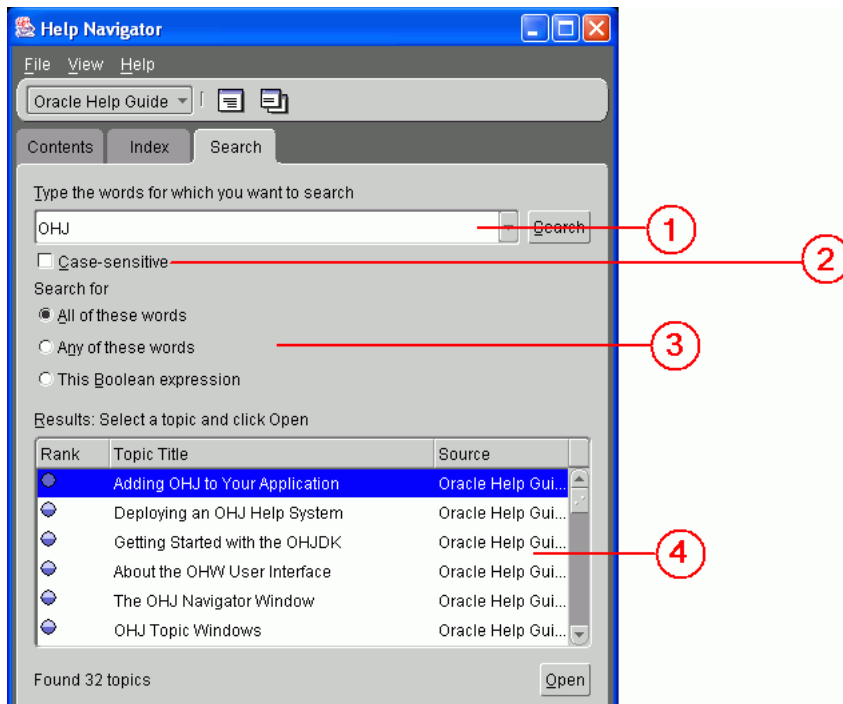 Help Navigator
File View Help
Oracle Help Guide
Contents Index Search
Type the words for which you want to search
OHJ Search 1
Case-sensitive 2
Search for
All of these words
Any of these words 3
This Boolean expression
Results: Select a topic and click Open
Rank Topic Title Source
Adding OHJ to Your Application Oracle Help Gui...
Deploying an OHJ Help System Oracle Help Gui...
Getting Started with the OHJDK Oracle Help Gui... 4
About the OHW User Interface Oracle Help Gui...
The OHJ Navigator Window Oracle Help Gui...
OHJ Topic Windows Oracle Help Gui...
Found 32 topics Open